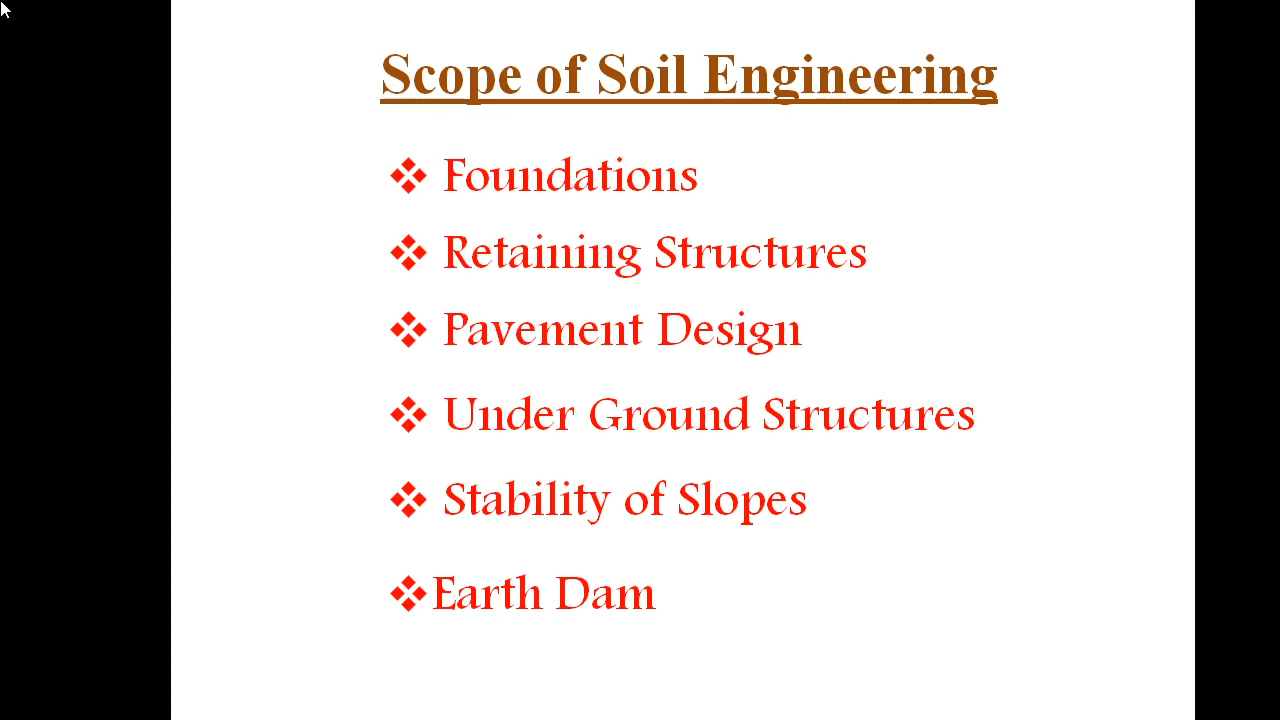 Scope of Soil Engineering
❖ Foundations
❖ Retaining Structures
❖ Pavement Design
❖ Under Ground Structures
❖ Stability of Slopes
❖Earth Dam